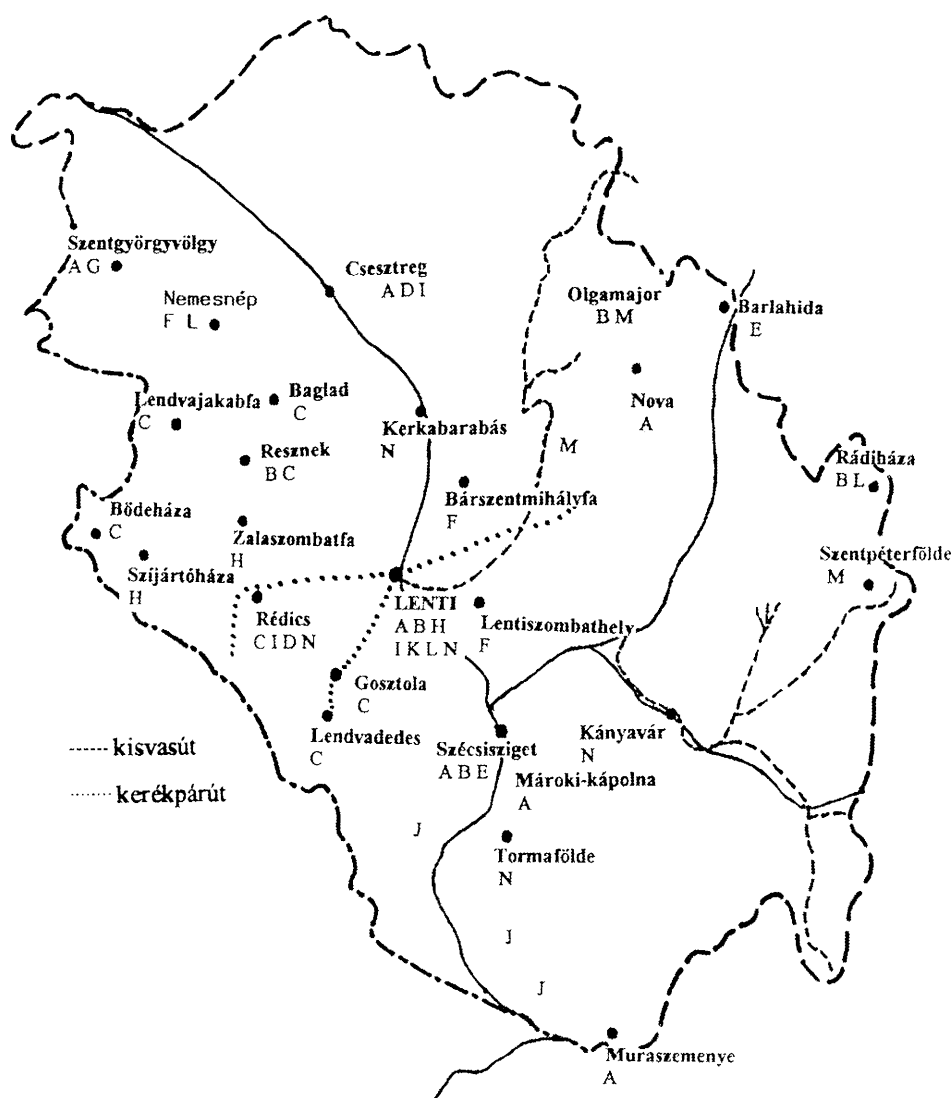 Szentgyörgyvölgy
A G
Nemesnép
F L
Csesztreg
A D I
Olgamajor
B M
Barlahida
E
Lendvajakabfa
C
Baglad
C
Kerkabarabás
N
M
Nova
A
Resznek
B C
Bárszentmihályfa
F
Rádiháza
B L
Bödeháza
C
Zalaszombatfa
H
Szijártóháza
H
Szentpéterfölde
M
Rédics
C I D N
LENTI
A B H
I K L N
Lentiszombathely
F
Gosztola
C
Lendvadedes
C
Szécsisziget
A B E
Kányavár
N
Mároki-kápolna
A
----- kisvasút
........ kerékpárút
J
Tormafölde
N
J
J
Muraszemenye
A